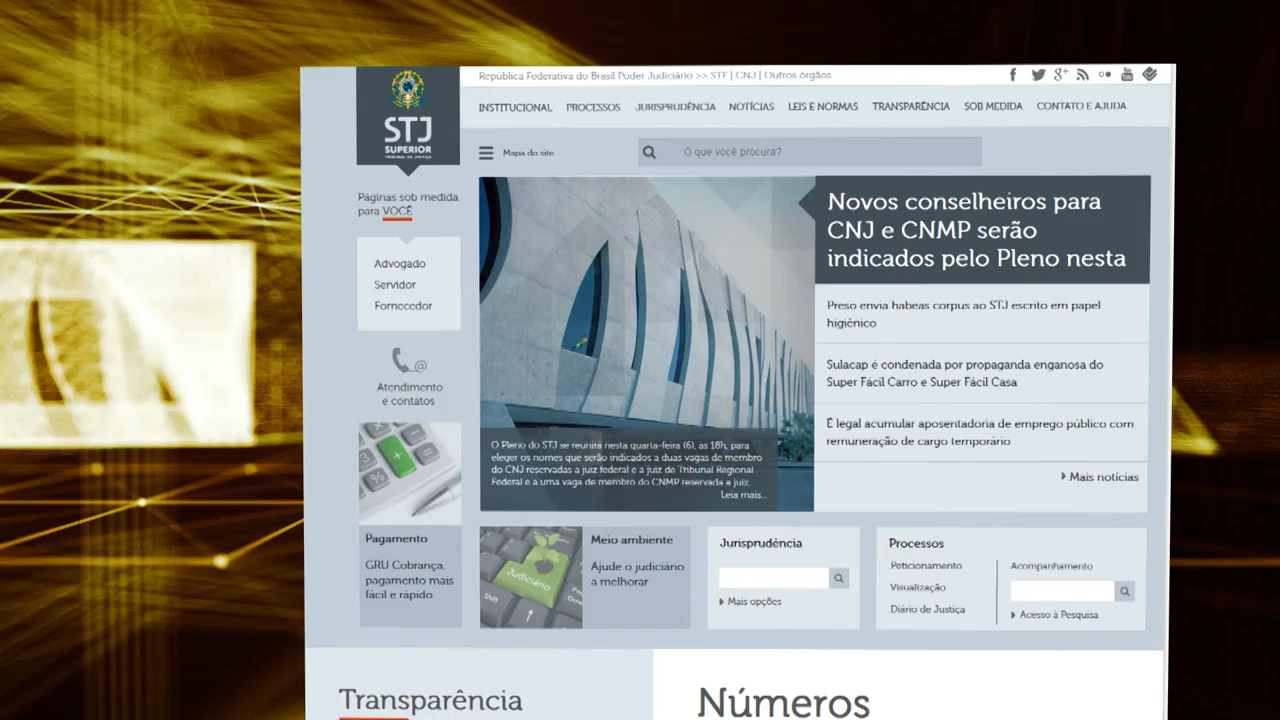 República Federativa do Brasil Poder Judiciário >> STF | CNJ | Outros órgãos
STJ
SUPERIOR
TRIBUNAL DA JUSTIÇA
INSTITUCIONAL PROCESSOS JURISPRUDÊNCIA NOTÍCIAS LEIS E NORMAS TRANSPARÊNCIA SOB MEDIDA CONTATO E AJUDA
Mapa do site
O que você procura?
Páginas sob medida
para VOCÊ
Advogado
Servidor
Fornecedor
Atendimento
e contatos
Novos conselheiros para
CNJ e CNMP serão
indicados pelo Pleno nesta
Preso envia habeas corpus ao STJ escrito em papel
higiênico
Sulacap é condenada por propaganda enganosa do
Super Fácil Carro e Super Fácil Casa
É legal acumular aposentadoria de emprego público com
remuneração de cargo temporário
Mais notícias
O Pleno do STJ se reunirá nesta quarta-feira (6), às 18h, para
eleger os nomes que serão indicados a duas vagas de membro
do CNJ reservadas a juiz federal e a juiz de Tribunal Regional
Federal e a uma vaga de membro do CNMP reservada a juiz.
Leia mais...
Pagamento
GRU Cobrança,
pagamento mais
fácil e rápido
Judiciário
Shift
Meio ambiente
Ajude o judiciário
a melhorar
Jurisprudência
Mais opções
Processos
Peticionamento
Visualização
Diário de Justiça
Acompanhamento
Acesso à Pesquisa
Transparência
Números